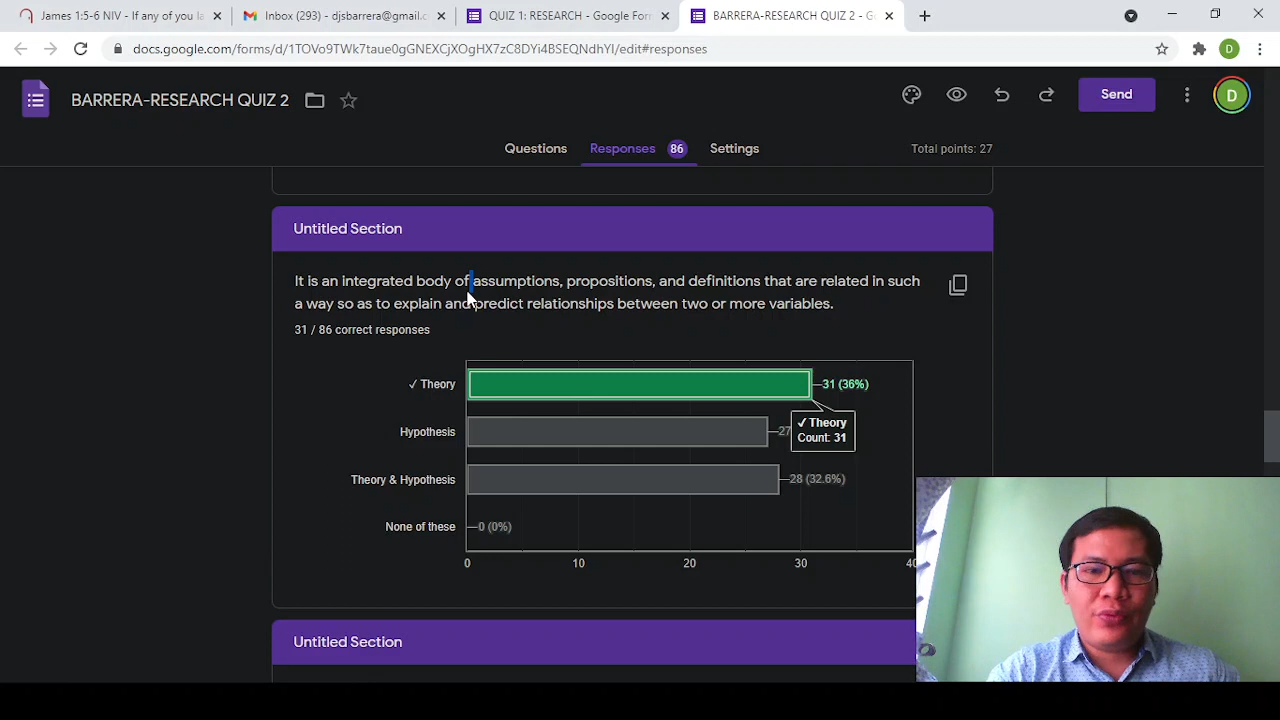 James 1:5-6 NIV - If any of you la
Inbox (293) - djsbarrera@gmail.c
QUIZ 1: RESEARCH - Google Form
BARRERA-RESEARCH QUIZ 2 - Go
docs.google.com/forms/d/1TOVo9TWk7taue0gGNEXCjXOgHX7zC8DYi4BSEQNdhYI/edit#responses
D
BARRERA-RESEARCH QUIZ 2
Send
D
Questions
Responses 86
Settings
Total points: 27
Untitled Section
It is an integrated body of assumptions, propositions, and definitions that are related in such
a way so as to explain and predict relationships between two or more variables.
31 / 86 correct responses
✓ Theory
31 (36%)
Hypothesis
27
✓ Theory
Count: 31
Theory & Hypothesis
28 (32.6%)
None of these
0 (0%)
0
10
20
30
Untitled Section